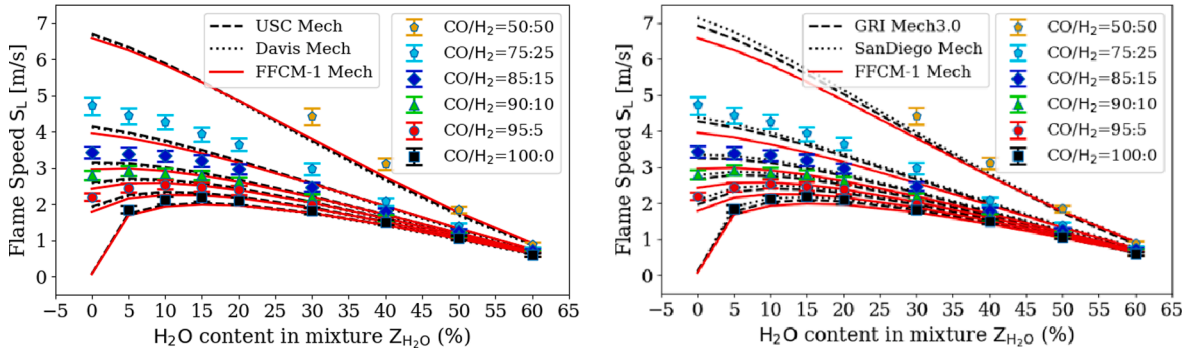 Flame Speed S_L [m/s]
7
6
5
4
3
2
1
0
USC Mech
Davis Mech
FFCM-1 Mech
CO/H₂=50:50
CO/H₂=75:25
CO/H₂=85:15
CO/H₂=90:10
CO/H₂=95:5
CO/H₂=100:0
−5 0 5 10 15 20 25 30 35 40 45 50 55 60 65
H₂O content in mixture Z_{H₂O} (%)
Flame Speed S_L [m/s]
7
6
5
4
3
2
1
0
GRI Mech3.0
SanDiego Mech
FFCM-1 Mech
CO/H₂=50:50
CO/H₂=75:25
CO/H₂=85:15
CO/H₂=90:10
CO/H₂=95:5
CO/H₂=100:0
−5 0 5 10 15 20 25 30 35 40 45 50 55 60 65
H₂O content in mixture Z_{H₂O} (%)